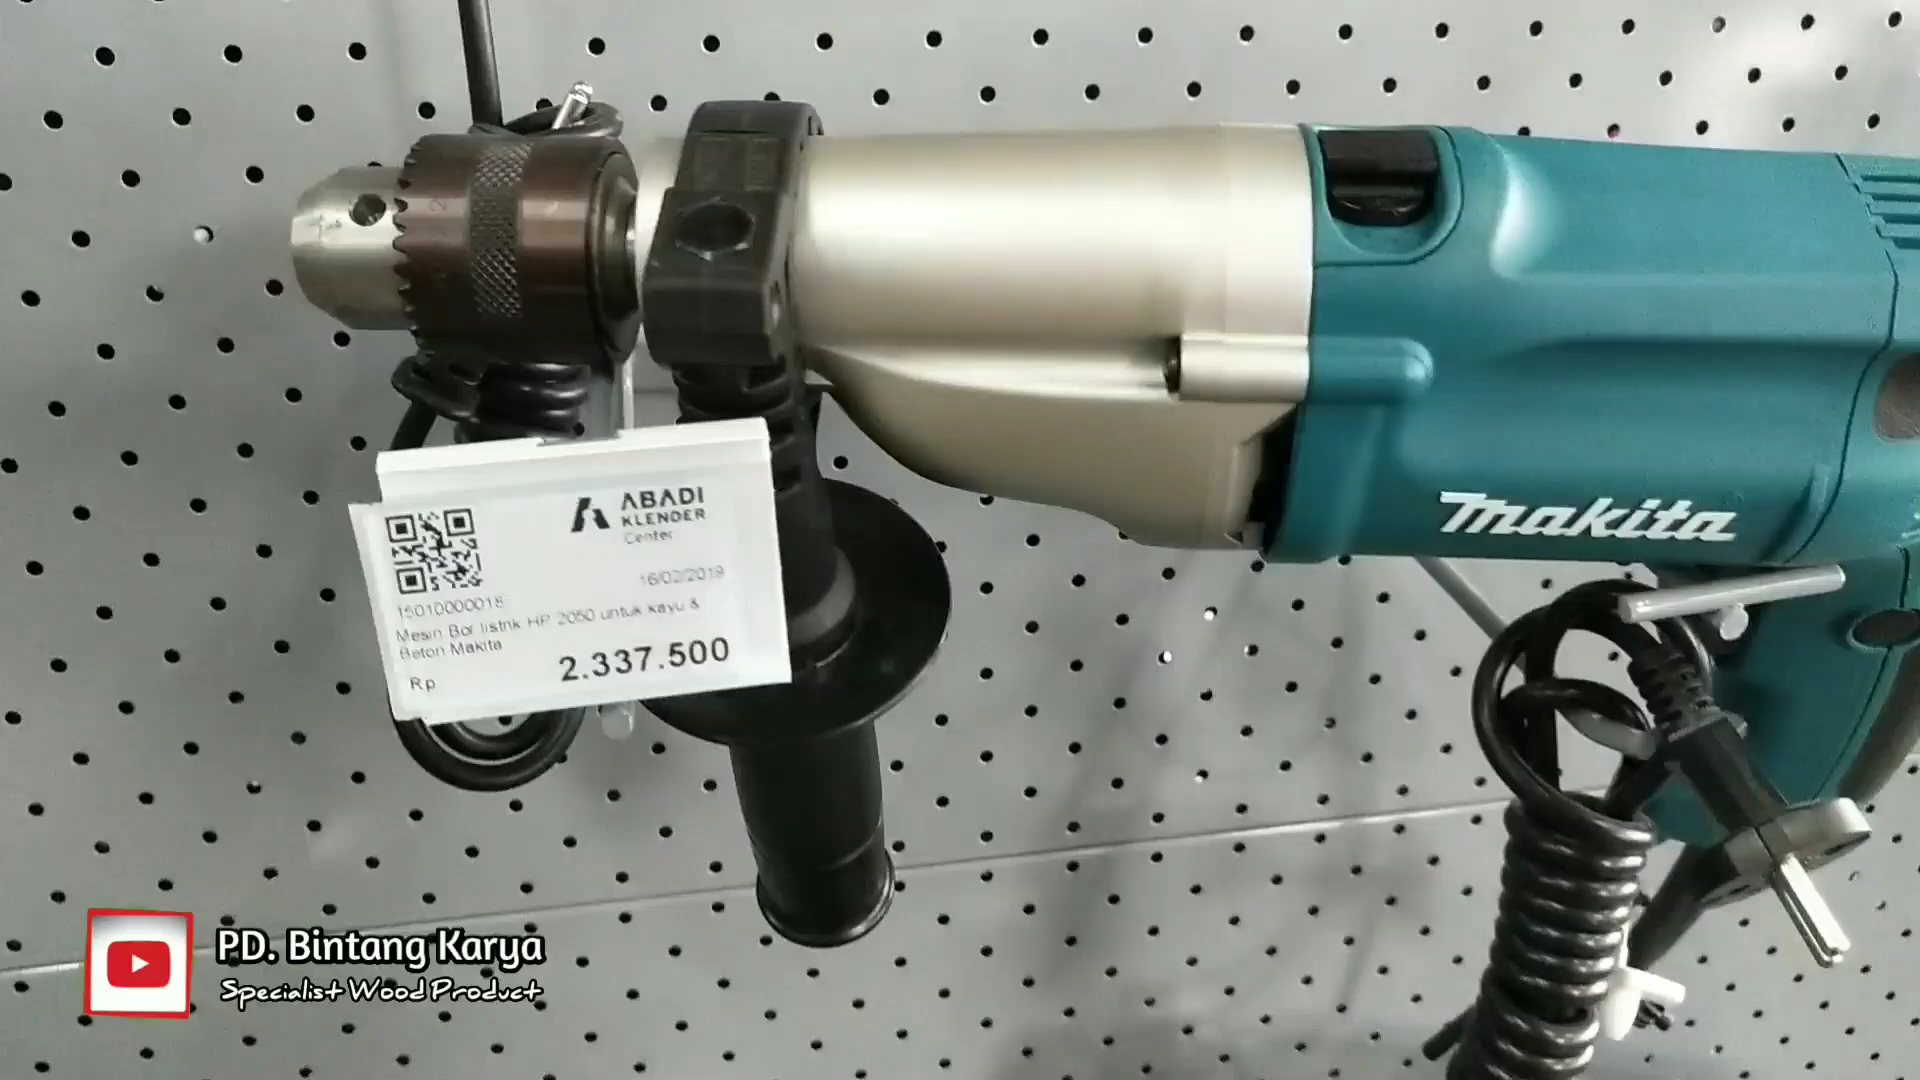 ABADI
KLENDER
Center
16/02/2019
15010000018
Mesin Bor listrik HP 2050 untuk kayu &
Beton Makita
Rp 2.337.500
makita
PD. Bintang Karya
Specialist Wood Product